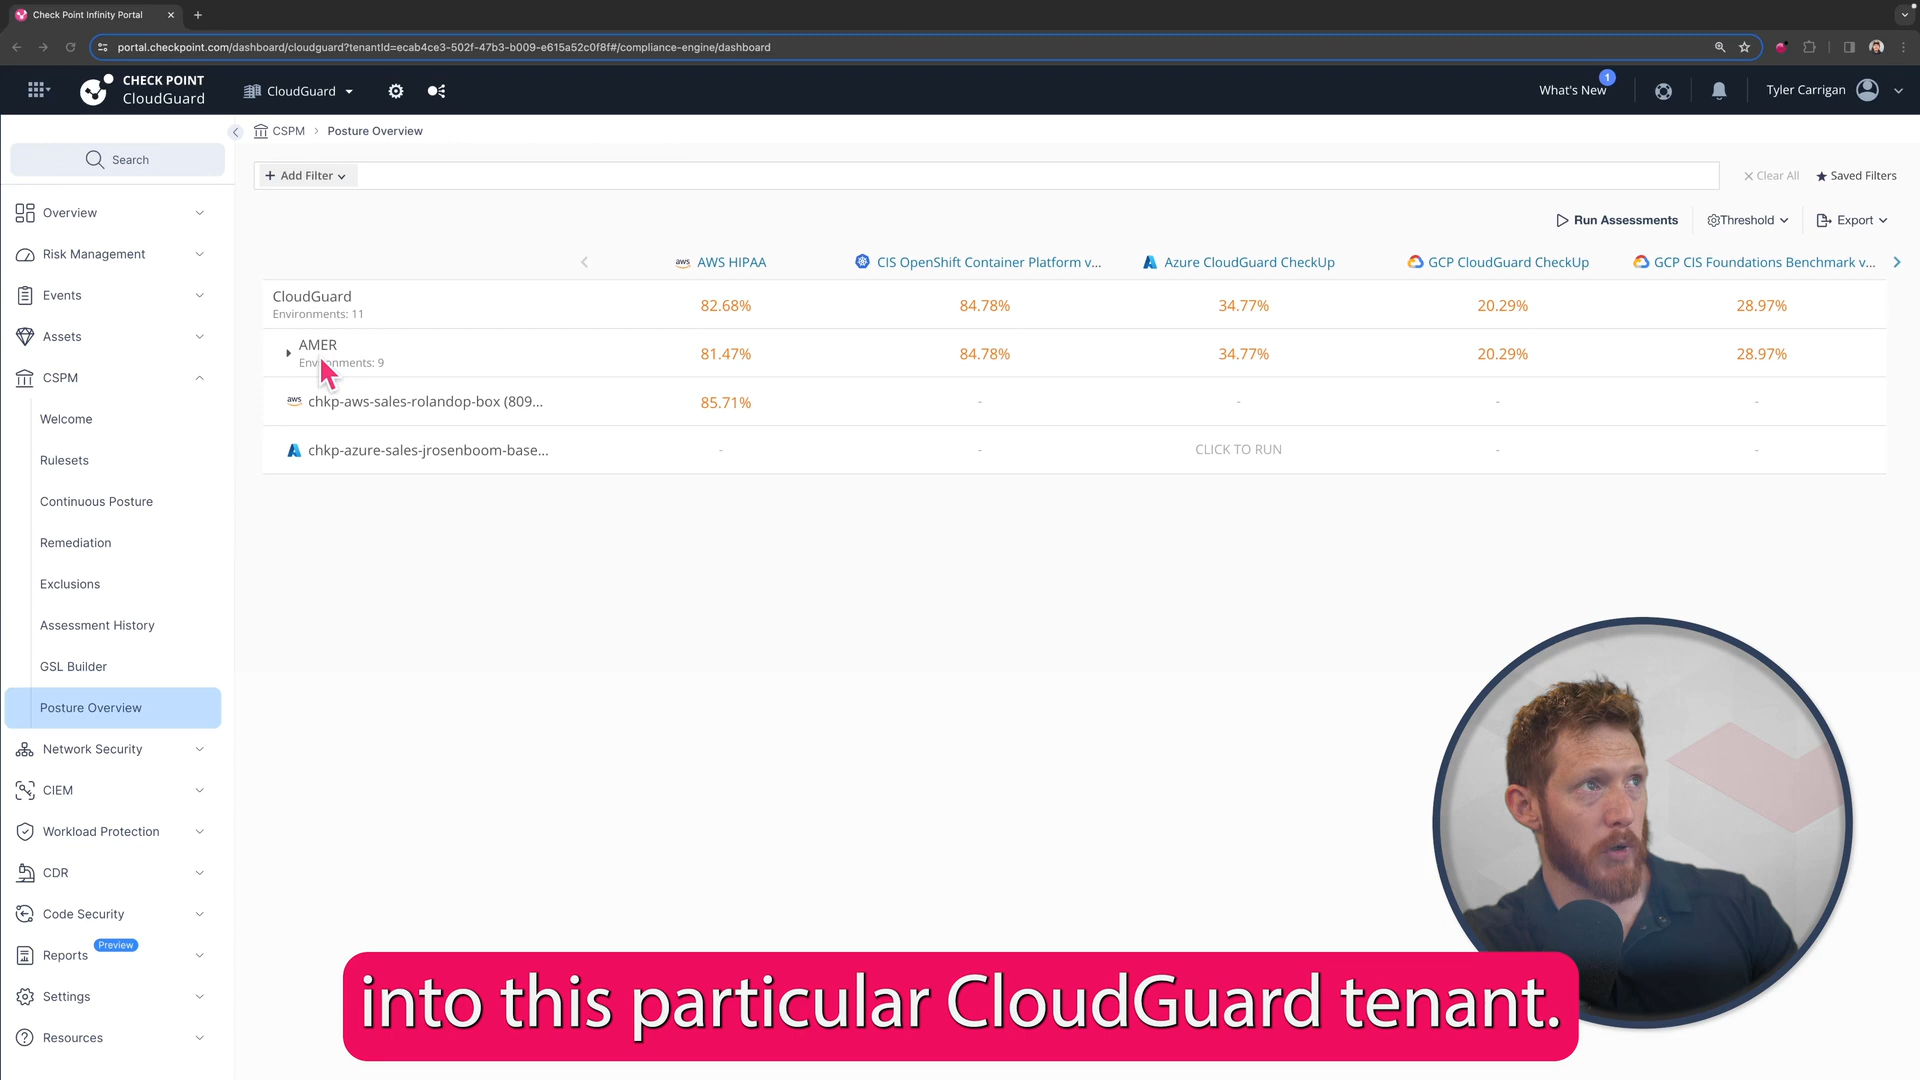 Check Point Infinity Portal
portal.checkpoint.com/dashboard/cloudguard?tenantId=ecab4ce3-502f-47b3-b009-e615a52c0f8f#/compliance-engine/dashboard
CHECK POINT
CloudGuard
CloudGuard
What's New
1
Tyler Carrigan
CSPM
Posture Overview
Search
Add Filter
Clear All
Saved Filters
Overview
Risk Management
Events
Assets
CSPM
Welcome
Rulesets
Continuous Posture
Remediation
Exclusions
Assessment History
GSL Builder
Posture Overview
Network Security
CIEM
Workload Protection
CDR
Code Security
Reports
Preview
Settings
Resources
Run Assessments
Threshold
Export
aws AWS HIPAA
CIS OpenShift Container Platform v...
Azure CloudGuard CheckUp
GCP CloudGuard CheckUp
GCP CIS Foundations Benchmark v...
CloudGuard
Environments: 11
82.68% 84.78% 34.77% 20.29% 28.97%
AMER
Environments: 9
81.47% 84.78% 34.77% 20.29% 28.97%
aws chkp-aws-sales-rolandop-box (809... 85.71% - - - -
chkp-azure-sales-jrosenboom-base... - - CLICK TO RUN - -
into this particular CloudGuard tenant.